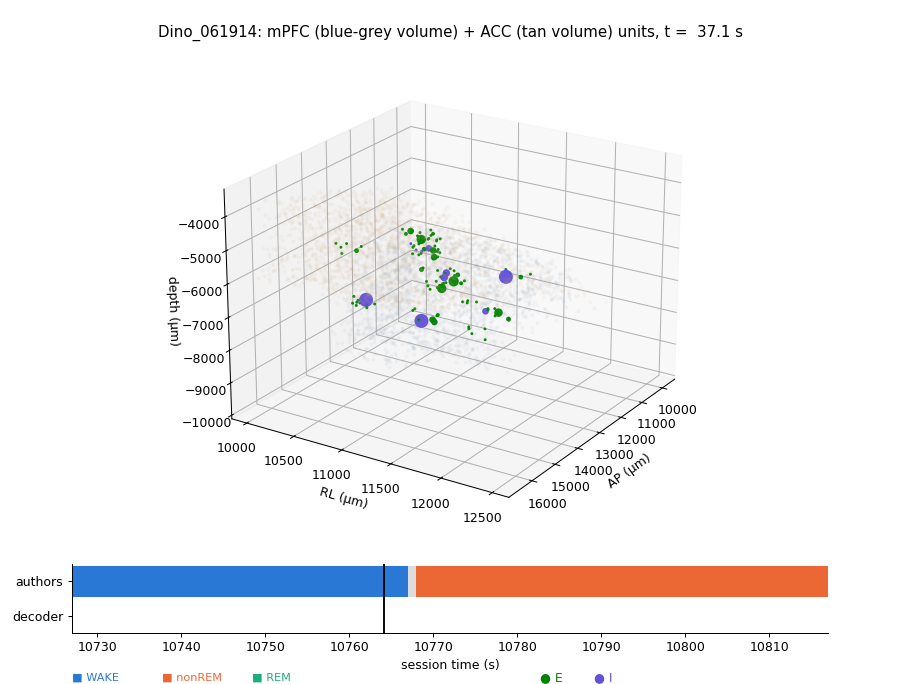 Dino_061914: mPFC (blue-grey volume) + ACC (tan volume) units, t =  37.1 s
−4000
−5000
−6000
−7000
−8000
−9000
−10000
depth (μm)
10000
10500
11000
11500
12000
12500
RL (μm)
10000
11000
12000
13000
14000
15000
16000
AP (μm)
authors
decoder
10730 10740 10750 10760 10770 10780 10790 10800 10810
session time (s)
WAKE nonREM REM E I